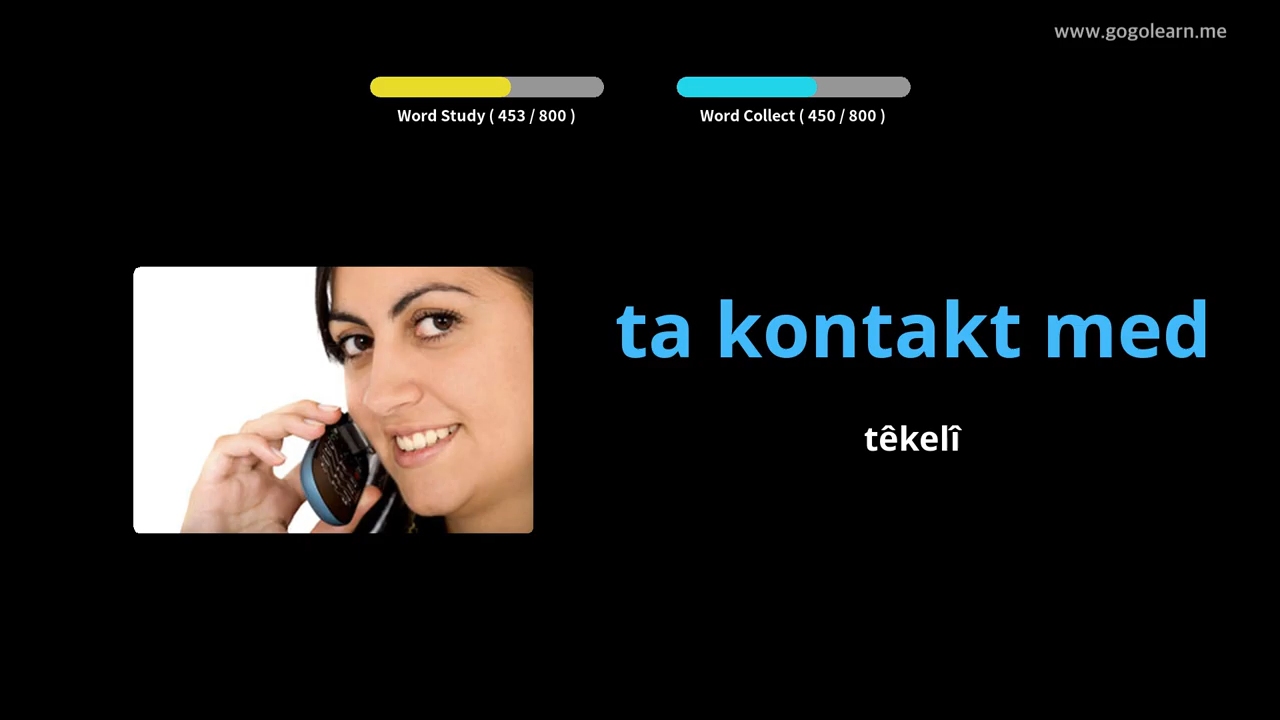 www.gogolearn.me
Word Study ( 453 / 800 )
Word Collect ( 450 / 800 )
ta kontakt med
têkelî